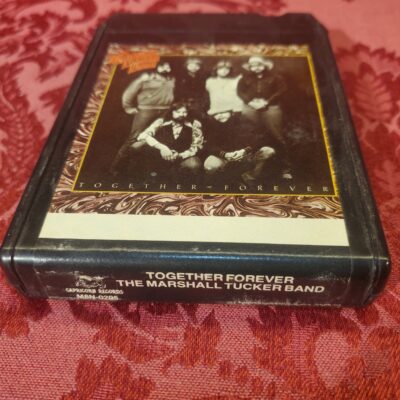 TOGETHER FOREVER
TOGETHER FOREVER
THE MARSHALL TUCKER BAND
CAPRICORN RECORDS
M8N-0205